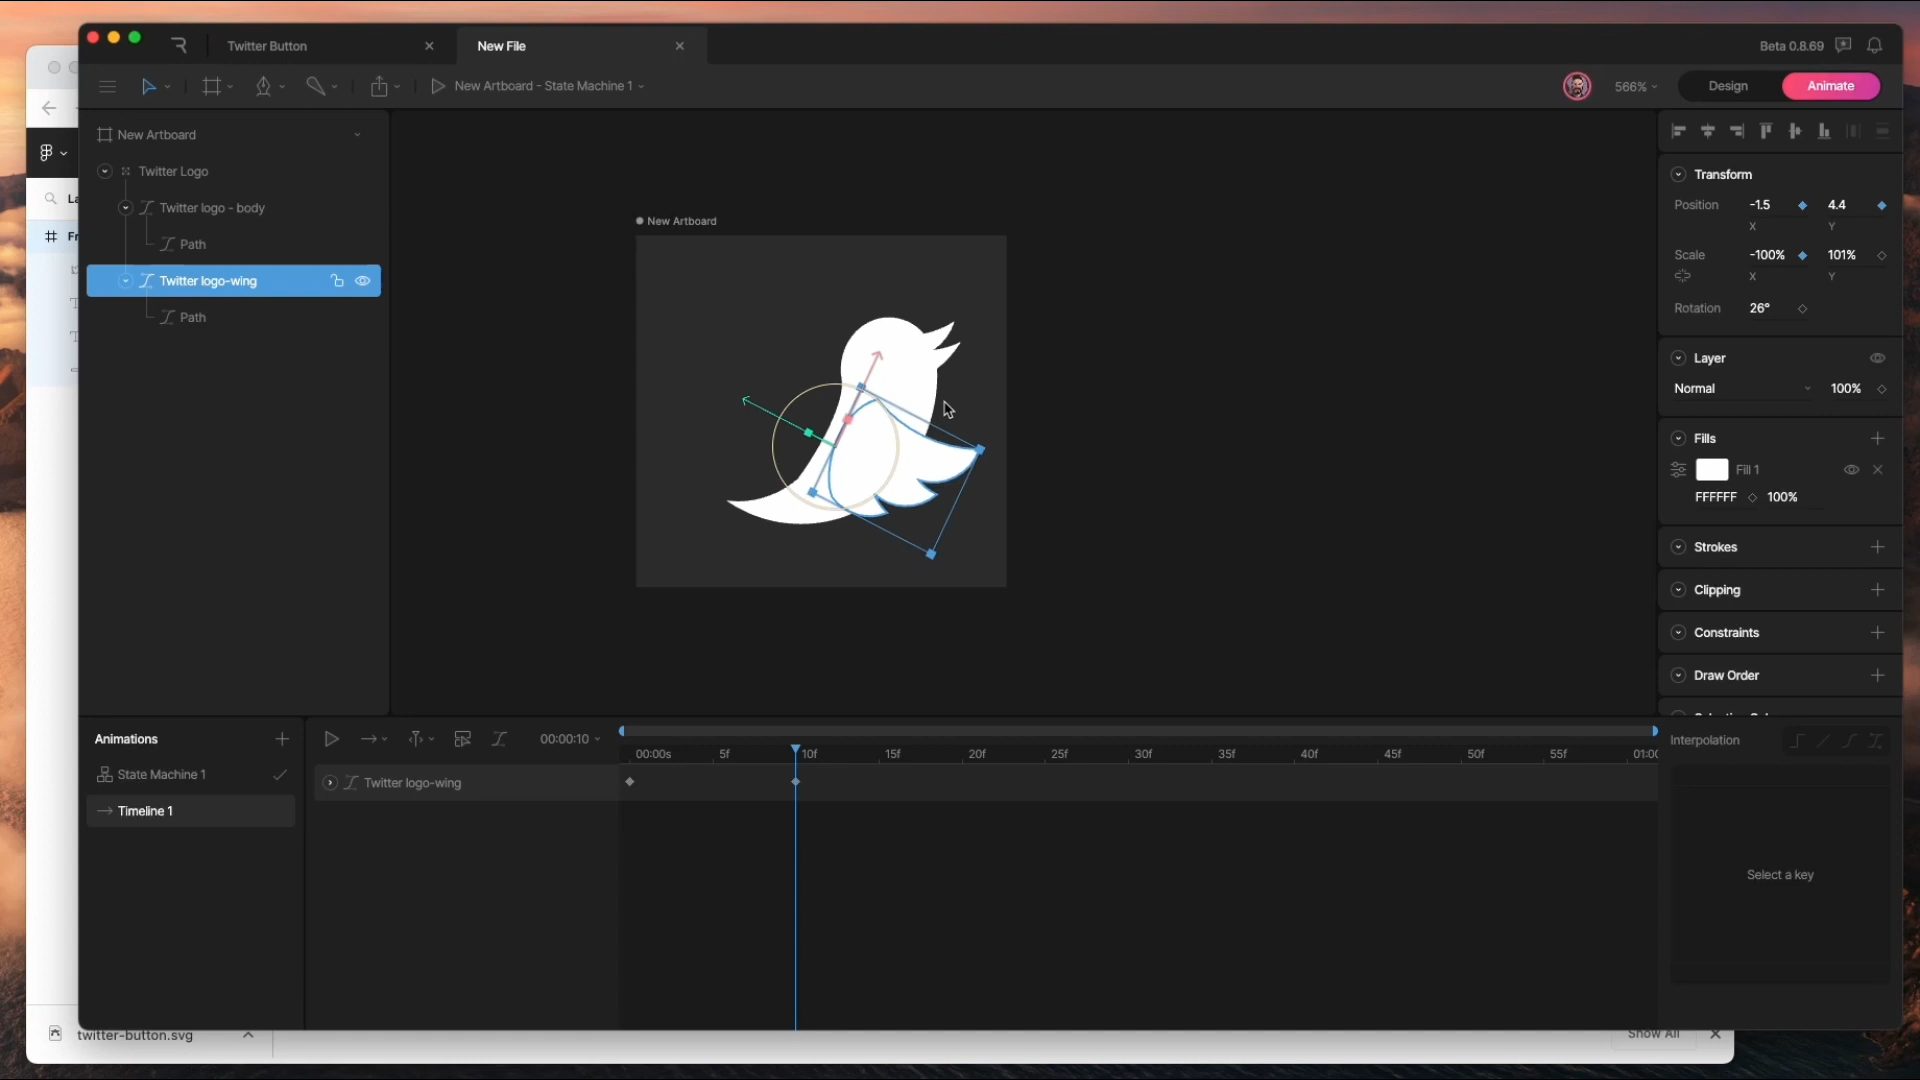 Twitter Button
New File
Beta 0.8.69
New Artboard - State Machine 1
566%
Design
Animate
New Artboard
Twitter Logo
Twitter logo - body
Path
Twitter logo-wing
Path
La
Fr
New Artboard
Transform
Position
-1.5
4.4
X
Y
Scale
-100%
101%
X
Y
Rotation
26°
Layer
Normal
100%
Fills
Fill 1
FFFFFF
100%
Strokes
Clipping
Constraints
Draw Order
Animations
State Machine 1
Timeline 1
00:00:10
00:00s
5f
10f
15f
20f
25f
30f
35f
40f
45f
50f
55f
01:00
Twitter logo-wing
Interpolation
Select a key
twitter-button.svg
Show All